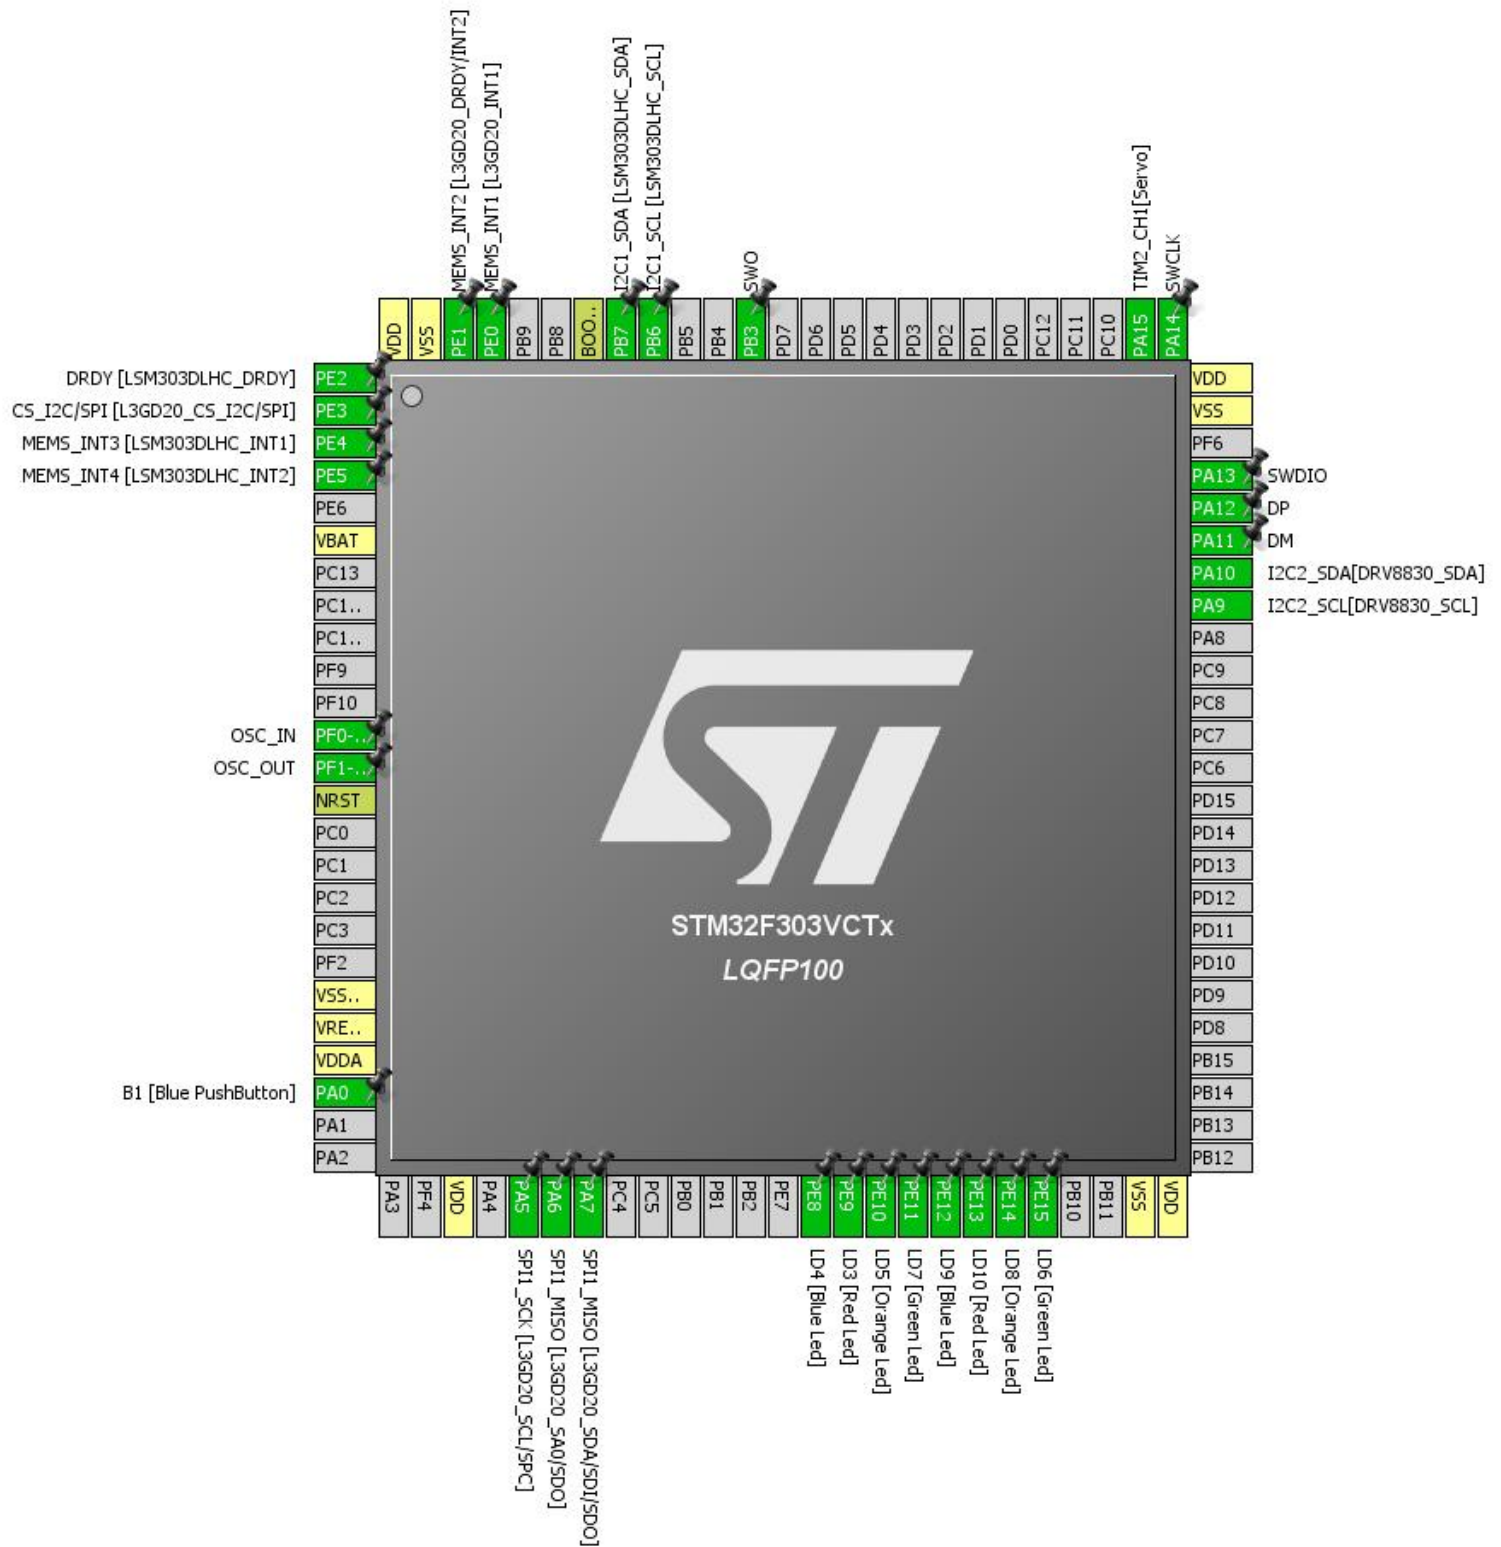 MEMS_INT2 [L3GD20_DRDY/INT2]
MEMS_INT1 [L3GD20_INT1]
I2C1_SDA [LSM303DLHC_SDA]
I2C1_SCL [LSM303DLHC_SCL]
SWO
TIM2_CH1[Servo]
SWCLK
VDD
VSS
PE1
PE0
PB9
PB8
BOO..
PB7
PB6
PB5
PB4
PB3
PD7
PD6
PD5
PD4
PD3
PD2
PD1
PD0
PC12
PC11
PC10
PA15
PA14
DRDY [LSM303DLHC_DRDY] PE2
CS_I2C/SPI [L3GD20_CS_I2C/SPI] PE3
MEMS_INT3 [LSM303DLHC_INT1] PE4
MEMS_INT4 [LSM303DLHC_INT2] PE5
PE6
VBAT
PC13
PC1..
PC1..
PF9
PF10
OSC_IN PF0-..
OSC_OUT PF1-..
NRST
PC0
PC1
PC2
PC3
PF2
VSS..
VRE..
VDDA
B1 [Blue PushButton] PA0
PA1
PA2
ST
STM32F303VCTx
LQFP100
VDD
VSS
PF6
PA13 SWDIO
PA12 DP
PA11 DM
PA10 I2C2_SDA[DRV8830_SDA]
PA9 I2C2_SCL[DRV8830_SCL]
PA8
PC9
PC8
PC7
PC6
PD15
PD14
PD13
PD12
PD11
PD10
PD9
PD8
PB15
PB14
PB13
PB12
PA3
PF4
VDD
PA4
PA5
PA6
PA7
PC4
PC5
PB0
PB1
PB2
PE7
PE8
PE9
PE10
PE11
PE12
PE13
PE14
PE15
PB10
PB11
VSS
VDD
SPI1_SCK [L3GD20_SCL/SPC]
SPI1_MISO [L3GD20_SA0/SDO]
SPI1_MISO [L3GD20_SDA/SDI/SDO]
LD4 [Blue Led]
LD3 [Red Led]
LD5 [Orange Led]
LD7 [Green Led]
LD9 [Blue Led]
LD10 [Red Led]
LD8 [Orange Led]
LD6 [Green Led]